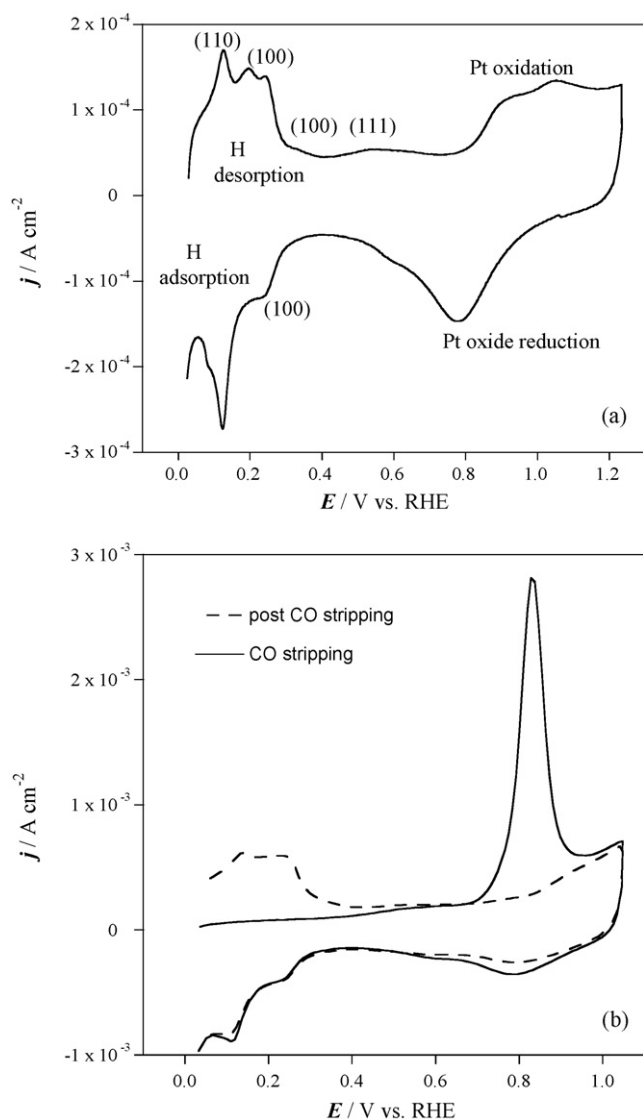 2 x 10-4
(110)
(100)
Pt oxidation
1 x 10-4
(100)
(111)
H
desorption
0
H
adsorption
j / A cm-2
-1 x 10-4
(100)
Pt oxide reduction
-2 x 10-4
(a)
-3 x 10-4
0.0 0.2 0.4 0.6 0.8 1.0 1.2
E / V vs. RHE
3 x 10-3
post CO stripping
CO stripping
2 x 10-3
j / A cm-2
1 x 10-3
0
(b)
-1 x 10-3
0.0 0.2 0.4 0.6 0.8 1.0
E / V vs. RHE